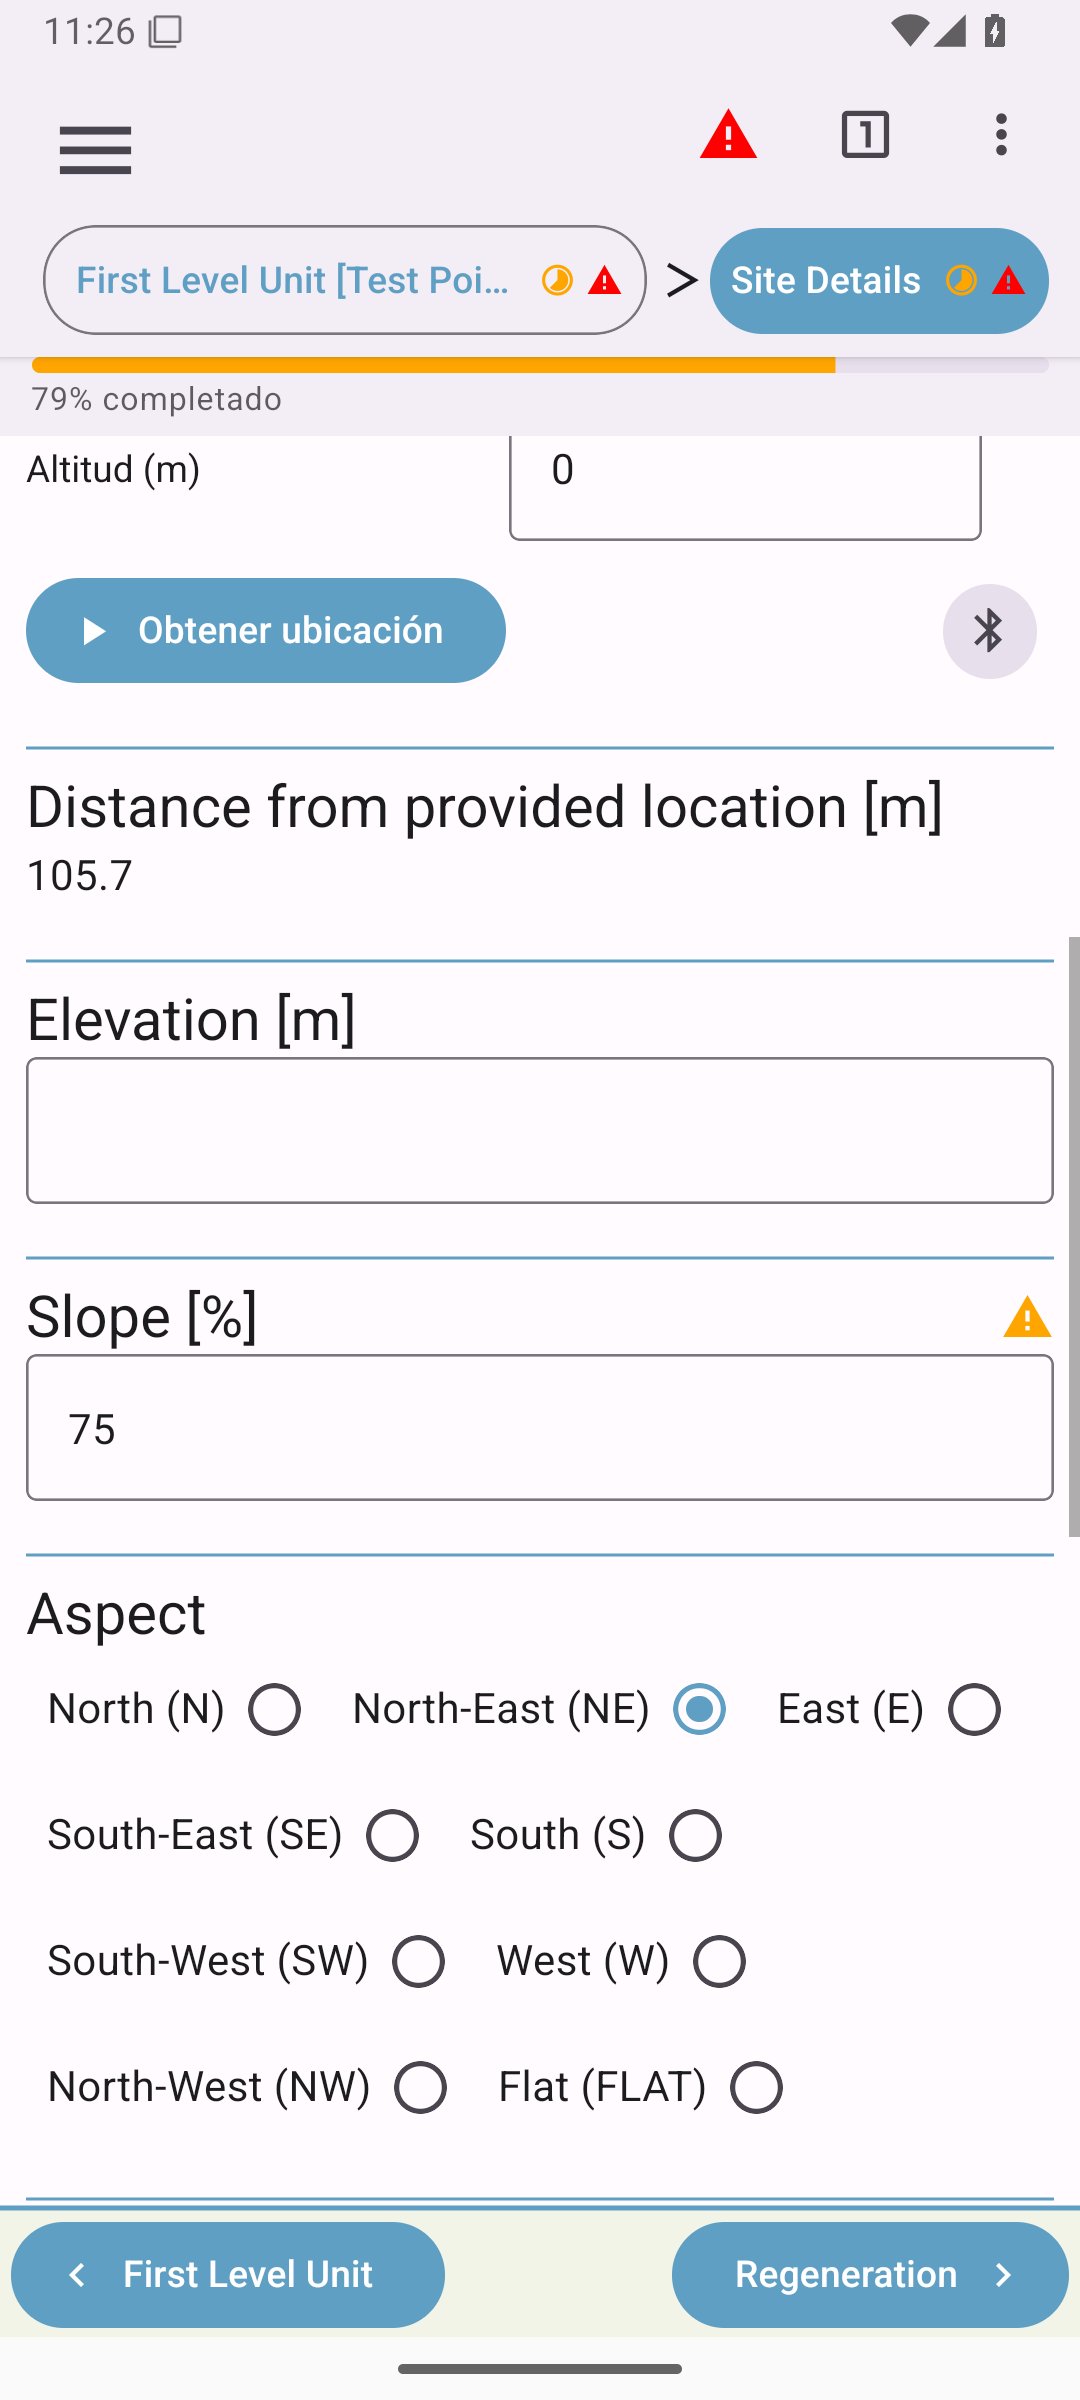 11:26
1
First Level Unit [Test Poi... > Site Details
79% completado
Altitud (m) 0
Obtener ubicación
Distance from provided location [m]
105.7
Elevation [m]
Slope [%]
75
Aspect
North (N) North-East (NE) East (E)
South-East (SE) South (S)
South-West (SW) West (W)
North-West (NW) Flat (FLAT)
First Level Unit Regeneration